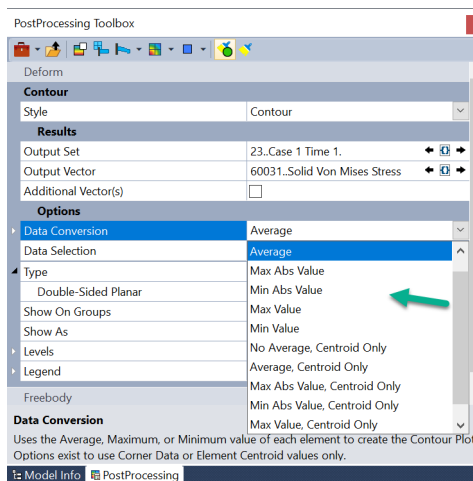 PostProcessing Toolbox
Deform
Contour
Style Contour
Results
Output Set 23..Case 1 Time 1.
Output Vector 60031..Solid Von Mises Stress
Additional Vector(s)
Options
Data Conversion Average
Data Selection Average
Type Max Abs Value
Double-Sided Planar Min Abs Value
Show On Groups Max Value
Show As Min Value
Levels No Average, Centroid Only
Legend Average, Centroid Only
Max Abs Value, Centroid Only
Freebody Min Abs Value, Centroid Only
Data Conversion Max Value, Centroid Only
Uses the Average, Maximum, or Minimum value of each element to create the Contour Plot
Options exist to use Corner Data or Element Centroid values only.
Model Info PostProcessing